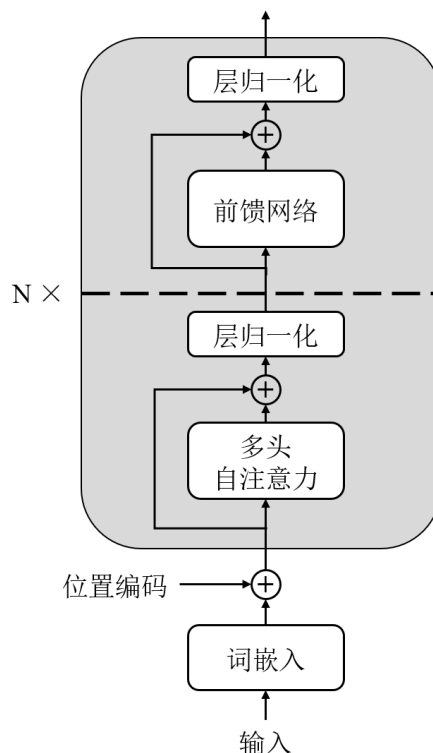 层归一化
+
前馈网络
N ×
层归一化
+
多头
自注意力
位置编码
+
词嵌入
输入